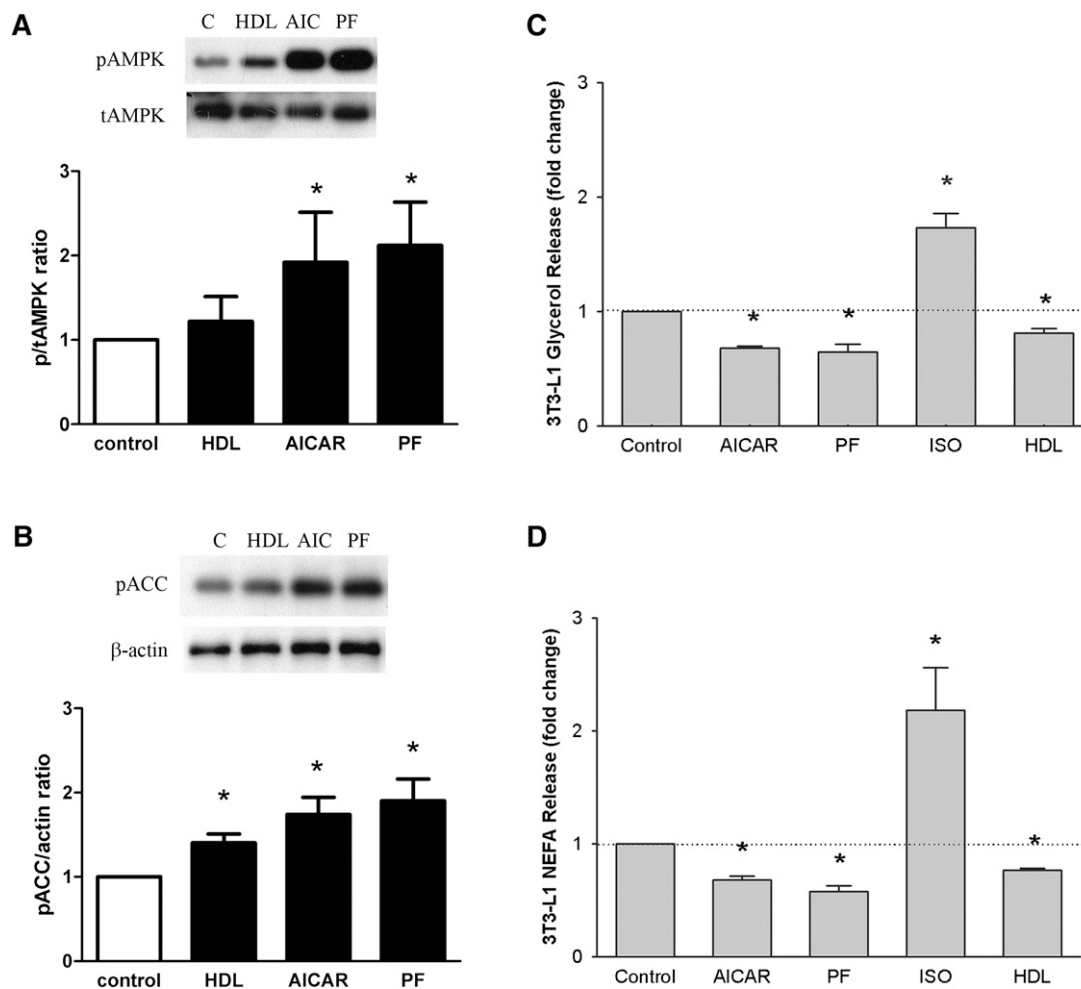 A
C HDL AIC PF
pAMPK
tAMPK
p/tAMPK ratio
3
2
1
0
* *
control HDL AICAR PF
B
C HDL AIC PF
pACC
β-actin
pACC/actin ratio
3
2
1
0
* * *
control HDL AICAR PF
C
3T3-L1 Glycerol Release (fold change)
3
2
1
0
* * * *
Control AICAR PF ISO HDL
D
3T3-L1 NEFA Release (fold change)
3
2
1
0
* * * *
Control AICAR PF ISO HDL